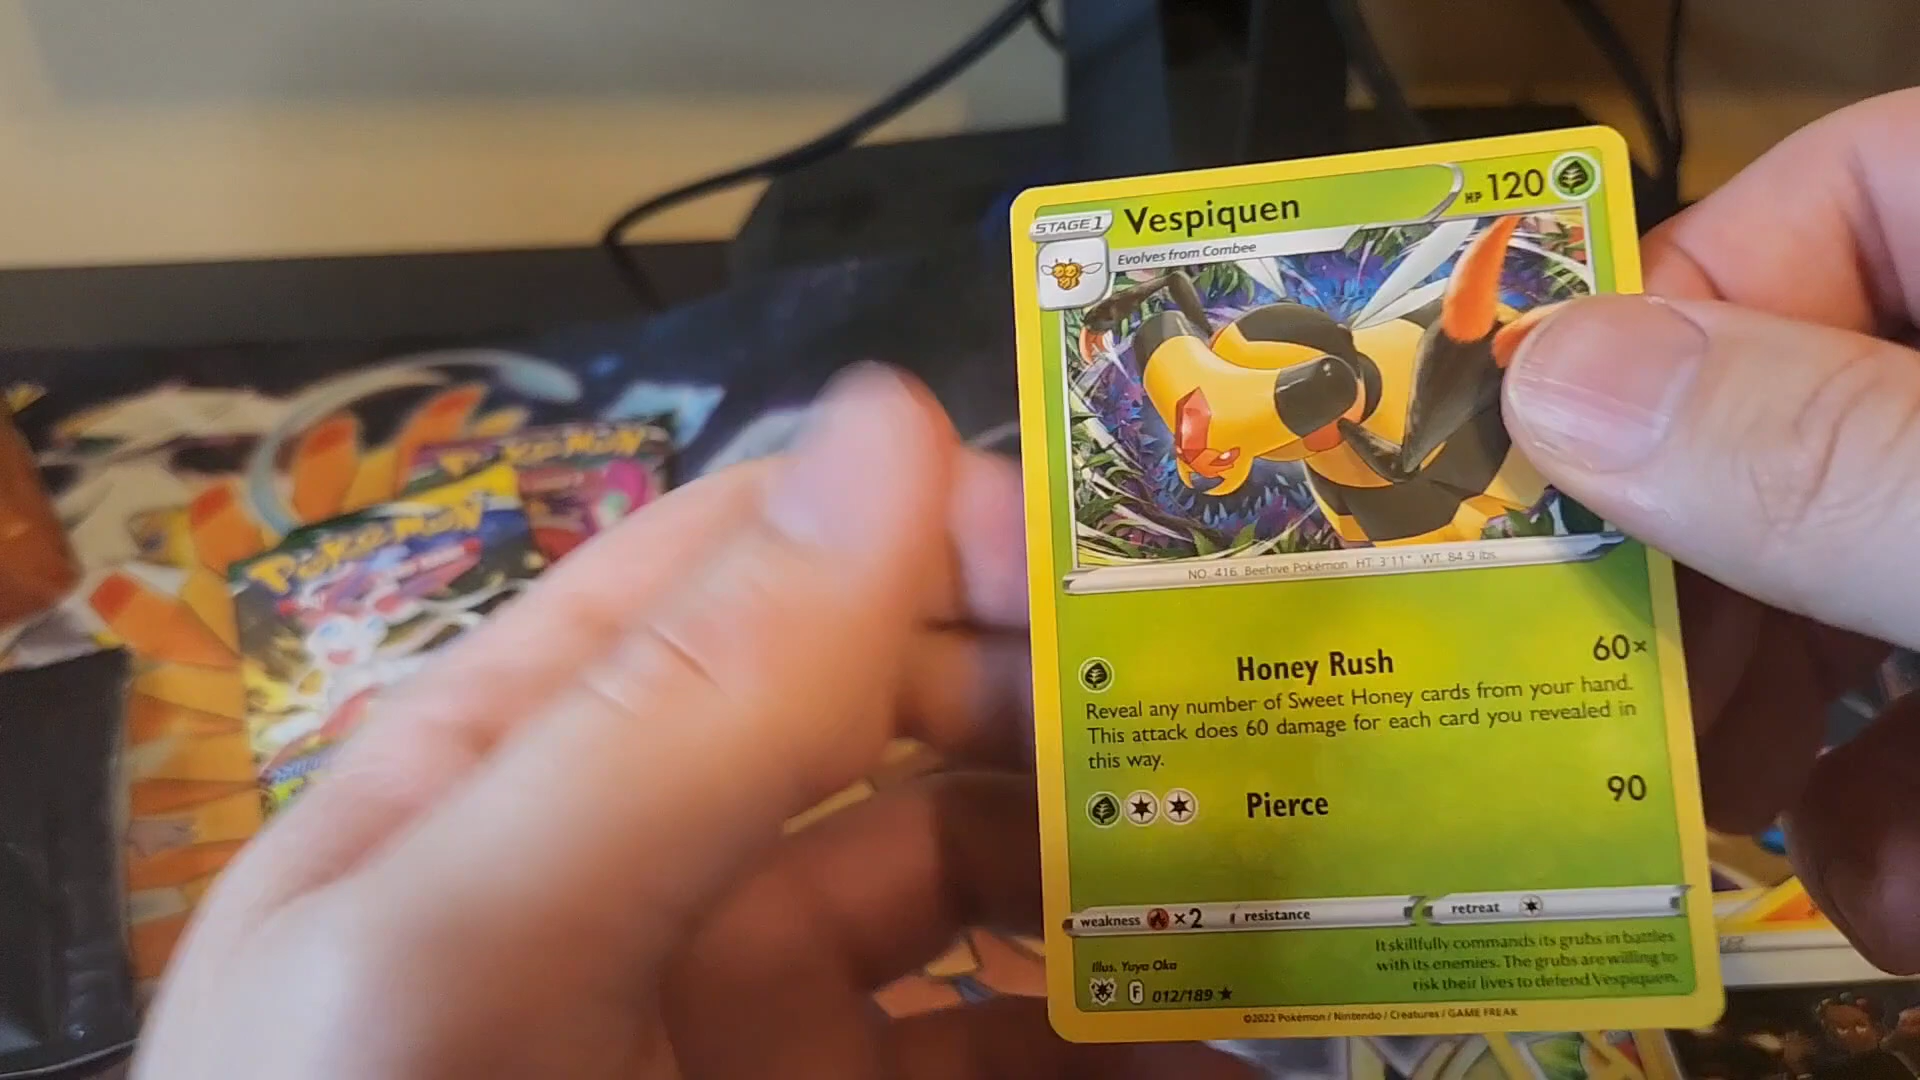 STAGE 1
Vespiquen
HP 120
Evolves from Combee
NO. 416 Beehive Pokémon HT: 3'11" WT: 84.9 lbs.
Honey Rush 60×
Reveal any number of Sweet Honey cards from your hand.
This attack does 60 damage for each card you revealed in
this way.
Pierce 90
weakness ×2 resistance retreat
It skillfully commands its grubs in battles
with its enemies. The grubs are willing to
risk their lives to defend Vespiquen.
Illus. Yuya Oka
F 012/189 ★
©2022 Pokémon / Nintendo / Creatures / GAME FREAK
POKÉMON
POKÉMON